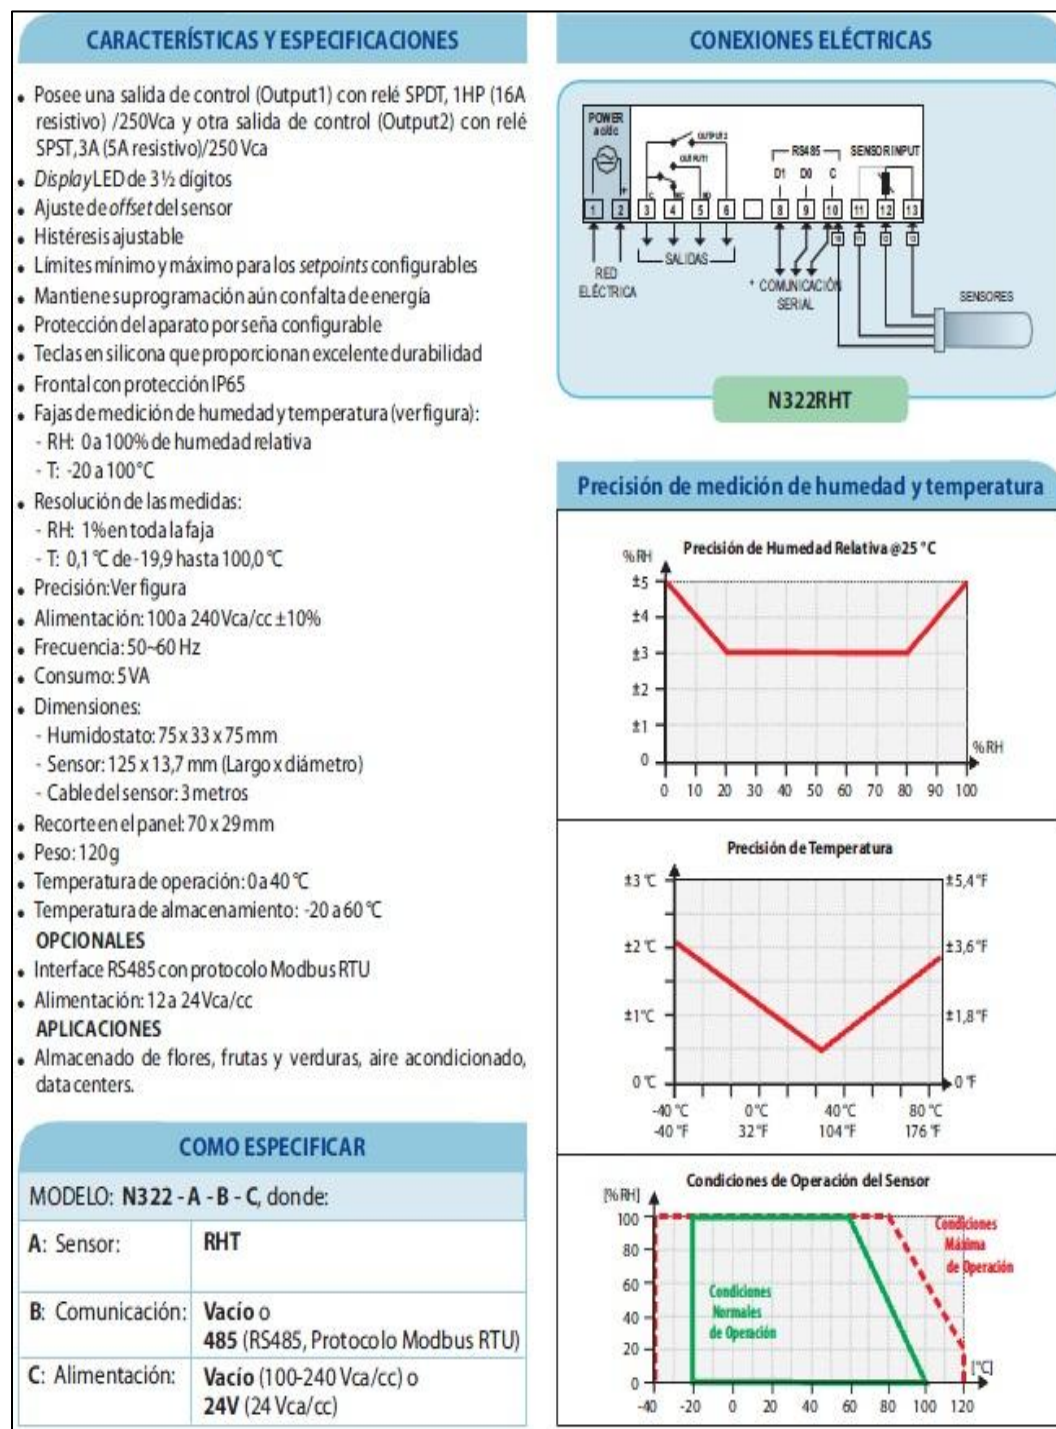 CARACTERÍSTICAS Y ESPECIFICACIONES
• Posee una salida de control (Output1) con relé SPDT, 1HP (16A
resistivo) /250Vca y otra salida de control (Output2) con relé
SPST, 3A (5A resistivo)/250 Vca
• Display LED de 3½ dígitos
• Ajuste de offset del sensor
• Histéresis ajustable
• Límites mínimo y máximo para los setpoints configurables
• Mantiene su programación aún con falta de energía
• Protección del aparato por seña configurable
• Teclas en silicona que proporcionan excelente durabilidad
• Frontal con protección IP65
• Fajas de medición de humedad y temperatura (ver figura):
- RH: 0 a 100% de humedad relativa
- T: -20 a 100°C
• Resolución de las medidas:
- RH: 1% en toda la faja
- T: 0,1 °C de -19,9 hasta 100,0 °C
• Precisión: Ver figura
• Alimentación: 100 a 240 Vca/cc ±10%
• Frecuencia: 50~60 Hz
• Consumo: 5 VA
• Dimensiones:
- Humidostato: 75 x 33 x 75 mm
- Sensor: 125 x 13,7 mm (Largo x diámetro)
- Cable del sensor: 3 metros
• Recorte en el panel: 70 x 29 mm
• Peso: 120 g
• Temperatura de operación: 0 a 40 °C
• Temperatura de almacenamiento: -20 a 60 °C
OPCIONALES
• Interface RS485 con protocolo Modbus RTU
• Alimentación: 12 a 24 Vca/cc
APLICACIONES
• Almacenado de flores, frutas y verduras, aire acondicionado,
data centers.
COMO ESPECIFICAR
MODELO: N322 - A - B - C, donde:
A: Sensor: RHT
B: Comunicación: Vacío o
485 (RS485, Protocolo Modbus RTU)
C: Alimentación: Vacío (100-240 Vca/cc) o
24V (24 Vca/cc)
CONEXIONES ELÉCTRICAS
POWER
ac/dc
OUTPUT2
OUTPUT1
C NC NO
RS485
D1 D0 C
SENSOR INPUT
1 2 3 4 5 6 8 9 10 11 12 13
10 11 12 13
RED
ELÉCTRICA
SALIDAS
* COMUNICACIÓN
SERIAL
SENSORES
N322RHT
Precisión de medición de humedad y temperatura
Precisión de Humedad Relativa @25 °C
% RH
±5
±4
±3
±2
±1
0
% RH
0 10 20 30 40 50 60 70 80 90 100
Precisión de Temperatura
±3 °C ±5,4 °F
±2 °C ±3,6 °F
±1°C ±1,8 °F
0 °C 0 °F
-40 °C 0 °C 40 °C 80 °C
-40 °F 32 °F 104 °F 176 °F
Condiciones de Operación del Sensor
[% RH]
100
80
60
40
20
0
Condiciones
Máxima
de Operación
Condiciones
Normales
de Operación
[°C]
-40 -20 0 20 40 60 80 100 120